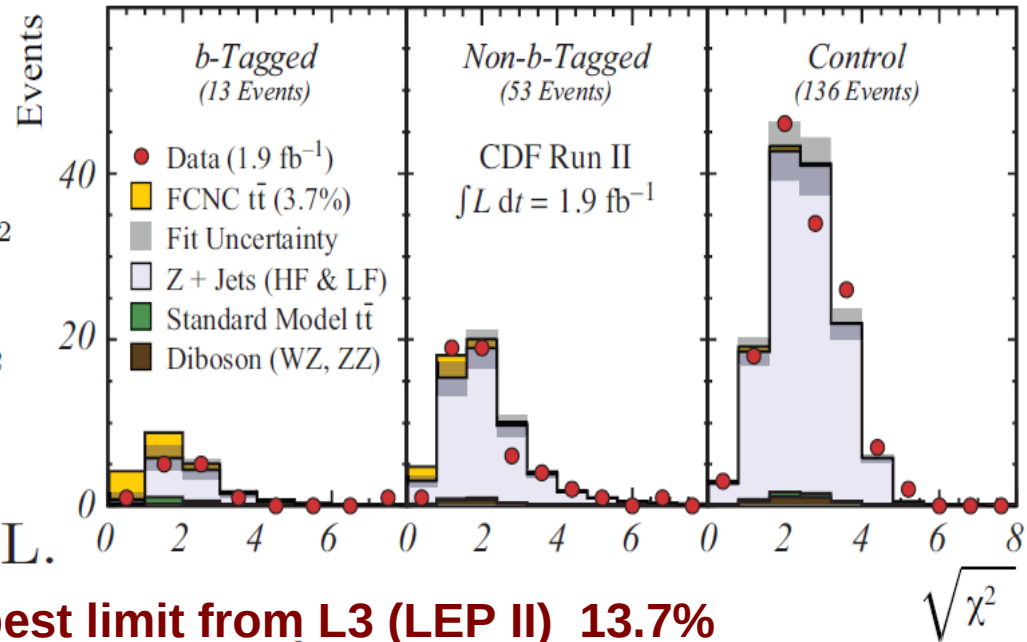 Events
b-Tagged
(13 Events)
Non-b-Tagged
(53 Events)
Control
(136 Events)
Data (1.9 fb⁻¹)
FCNC tt̄ (3.7%)
Fit Uncertainty
Z + Jets (HF & LF)
Standard Model tt̄
Diboson (WZ, ZZ)
CDF Run II
∫L dt = 1.9 fb⁻¹
40
20
0
2
0 2 4 6 0 2 4 6 0 2 4 6 8
L.
√χ²
best limit from L3 (LEP II) 13.7%